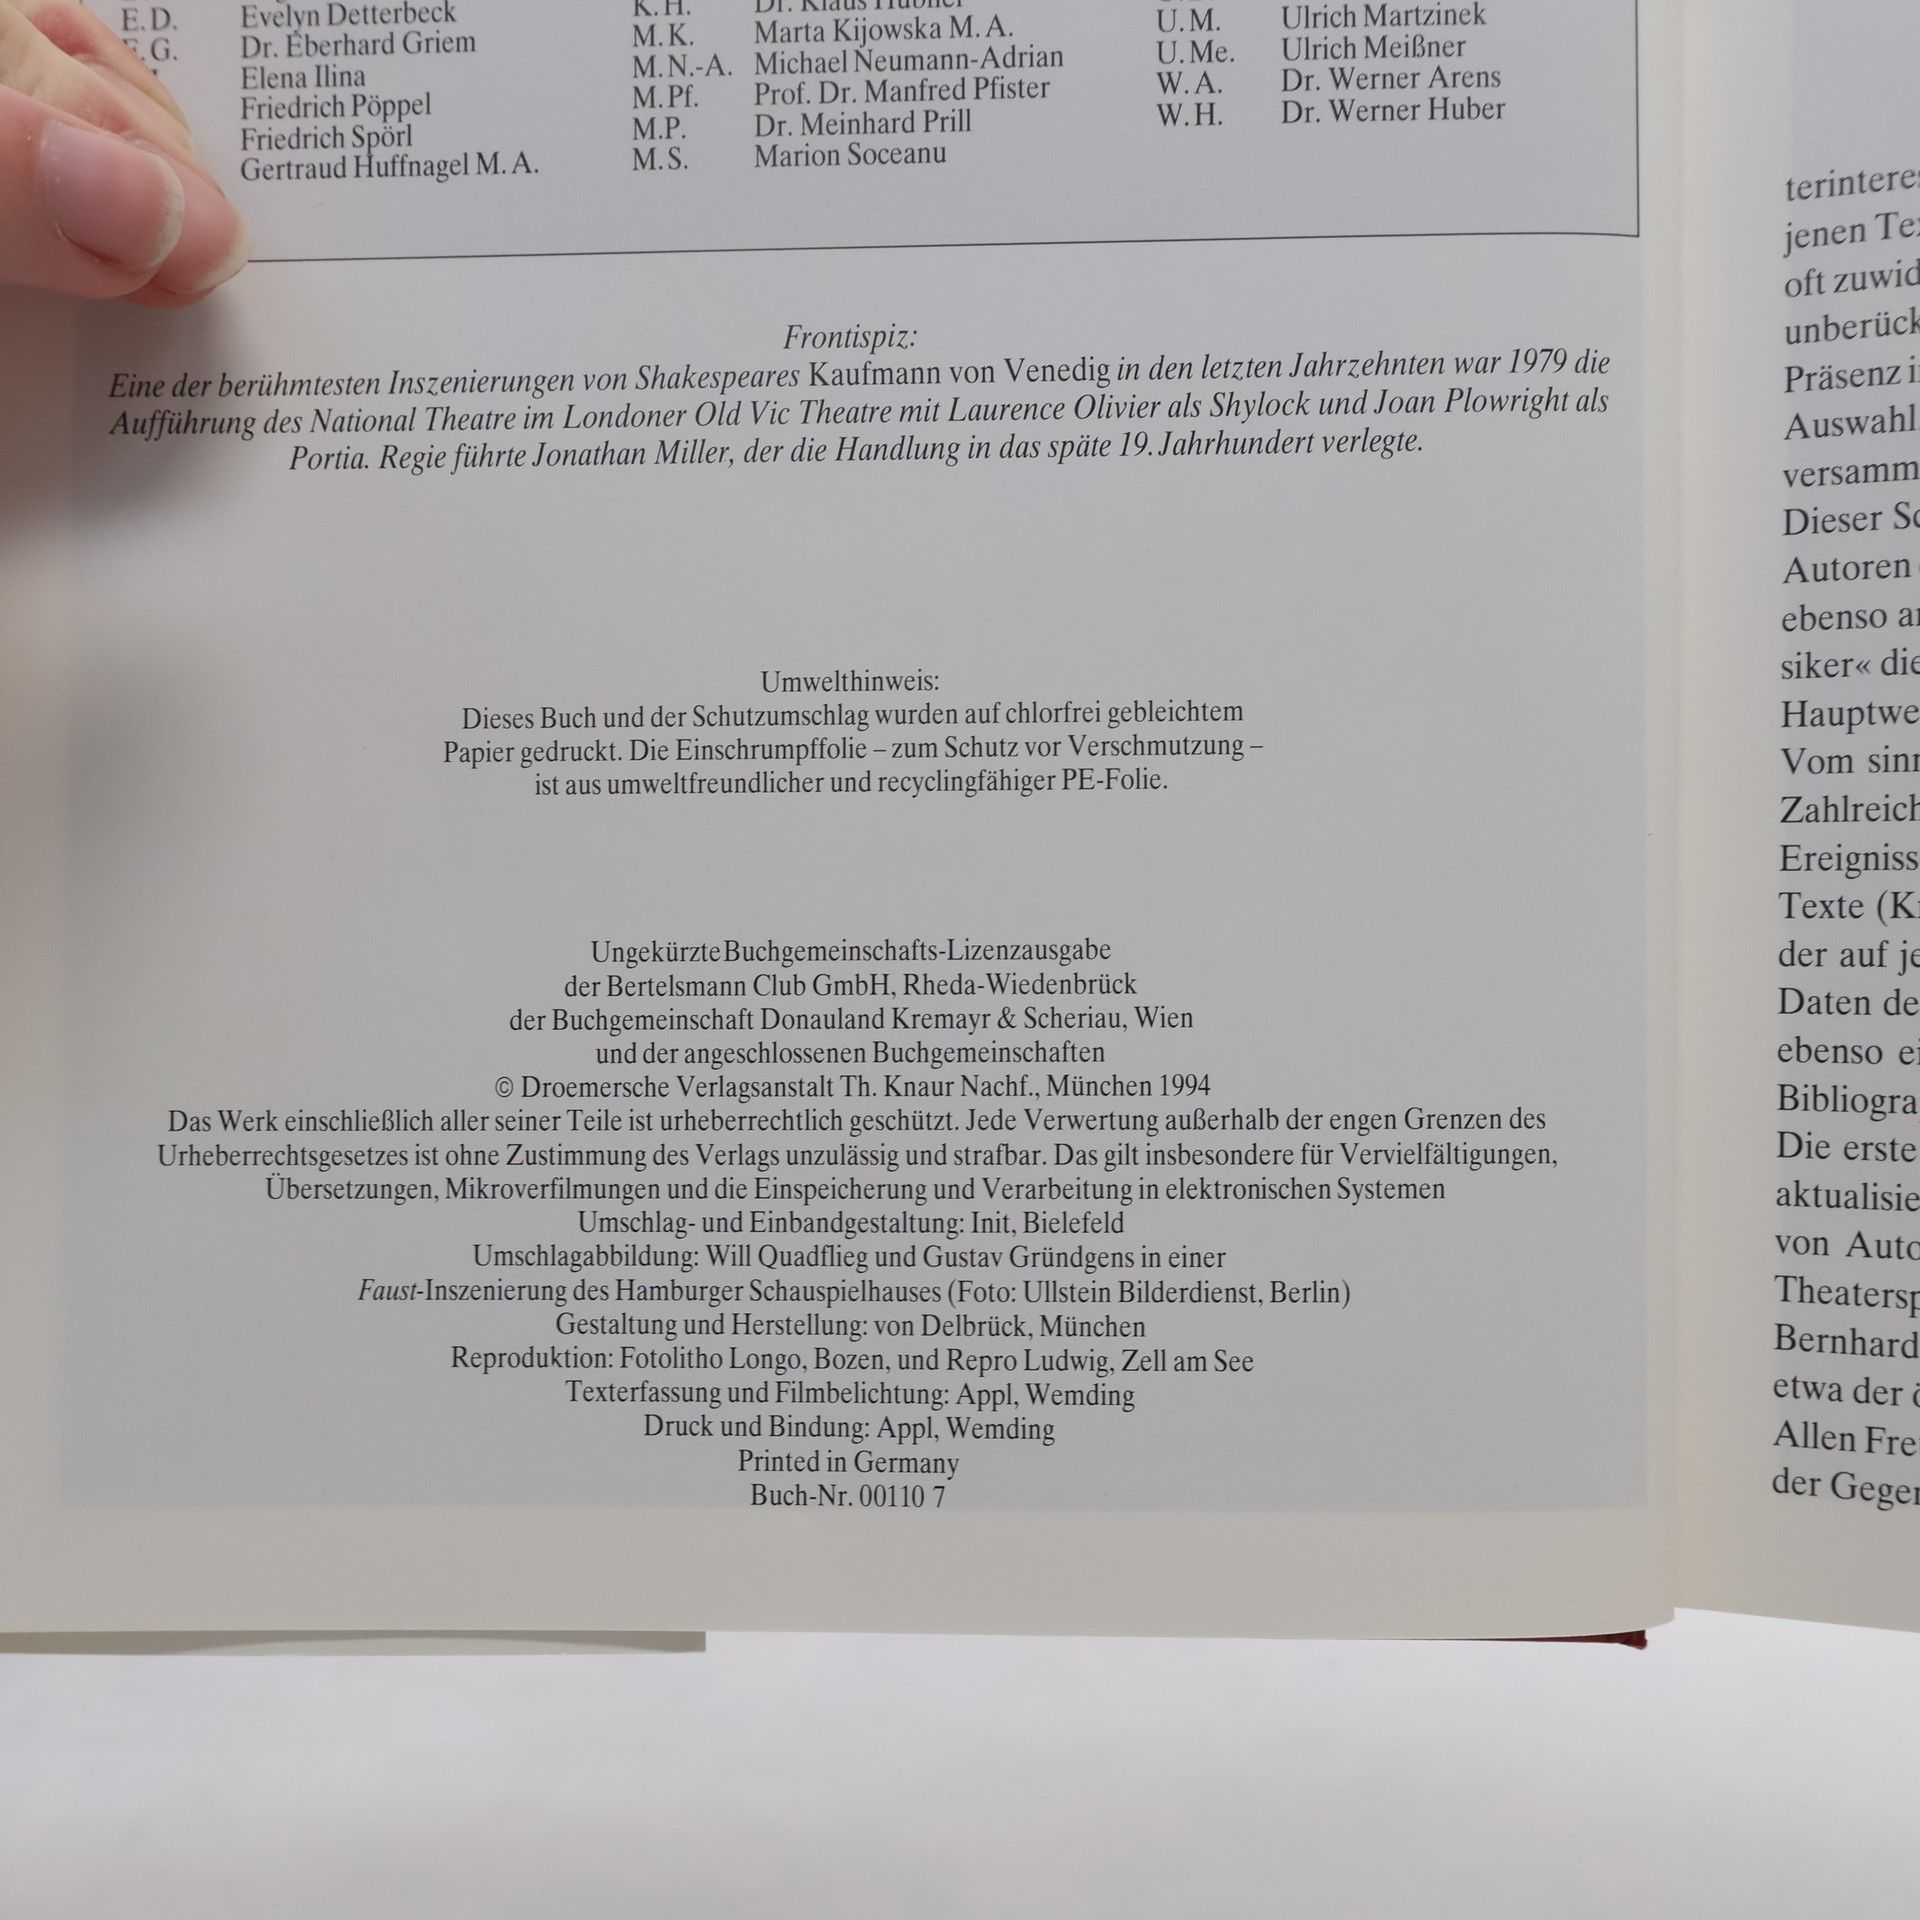 E.D. Evelyn Detterbeck K.H. Dr. Klaus Hübner
E.G. Dr. Eberhard Griem M.K. Marta Kijowska M.A. U.M. Ulrich Martzinek
Elena Ilina M.N.-A. Michael Neumann-Adrian U.Me. Ulrich Meißner
Friedrich Pöppel M.Pf. Prof. Dr. Manfred Pfister W.A. Dr. Werner Arens
Friedrich Spörl M.P. Dr. Meinhard Prill W.H. Dr. Werner Huber
Gertraud Huffnagel M.A. M.S. Marion Soceanu
Frontispiz:
Eine der berühmtesten Inszenierungen von Shakespeares Kaufmann von Venedig in den letzten Jahrzehnten war 1979 die
Aufführung des National Theatre im Londoner Old Vic Theatre mit Laurence Olivier als Shylock und Joan Plowright als
Portia. Regie führte Jonathan Miller, der die Handlung in das späte 19. Jahrhundert verlegte.
Umwelthinweis:
Dieses Buch und der Schutzumschlag wurden auf chlorfrei gebleichtem
Papier gedruckt. Die Einschrumpffolie – zum Schutz vor Verschmutzung –
ist aus umweltfreundlicher und recyclingfähiger PE-Folie.
Ungekürzte Buchgemeinschafts-Lizenzausgabe
der Bertelsmann Club GmbH, Rheda-Wiedenbrück
der Buchgemeinschaft Donauland Kremayr & Scheriau, Wien
und der angeschlossenen Buchgemeinschaften
© Droemersche Verlagsanstalt Th. Knaur Nachf., München 1994
Das Werk einschließlich aller seiner Teile ist urheberrechtlich geschützt. Jede Verwertung außerhalb der engen Grenzen des
Urheberrechtsgesetzes ist ohne Zustimmung des Verlags unzulässig und strafbar. Das gilt insbesondere für Vervielfältigungen,
Übersetzungen, Mikroverfilmungen und die Einspeicherung und Verarbeitung in elektronischen Systemen
Umschlag- und Einbandgestaltung: Init, Bielefeld
Umschlagabbildung: Will Quadflieg und Gustav Gründgens in einer
Faust-Inszenierung des Hamburger Schauspielhauses (Foto: Ullstein Bilderdienst, Berlin)
Gestaltung und Herstellung: von Delbrück, München
Reproduktion: Fotolitho Longo, Bozen, und Repro Ludwig, Zell am See
Texterfassung und Filmbelichtung: Appl, Wemding
Druck und Bindung: Appl, Wemding
Printed in Germany
Buch-Nr. 00110 7
jenen
oft
Präsenz
Auswahl
Dieser
Autoren
ebenso
siker« die
Vom
Texte
der auf
Daten
ebenso
Die erste
von
Bernhard
etwa der
Allen
der